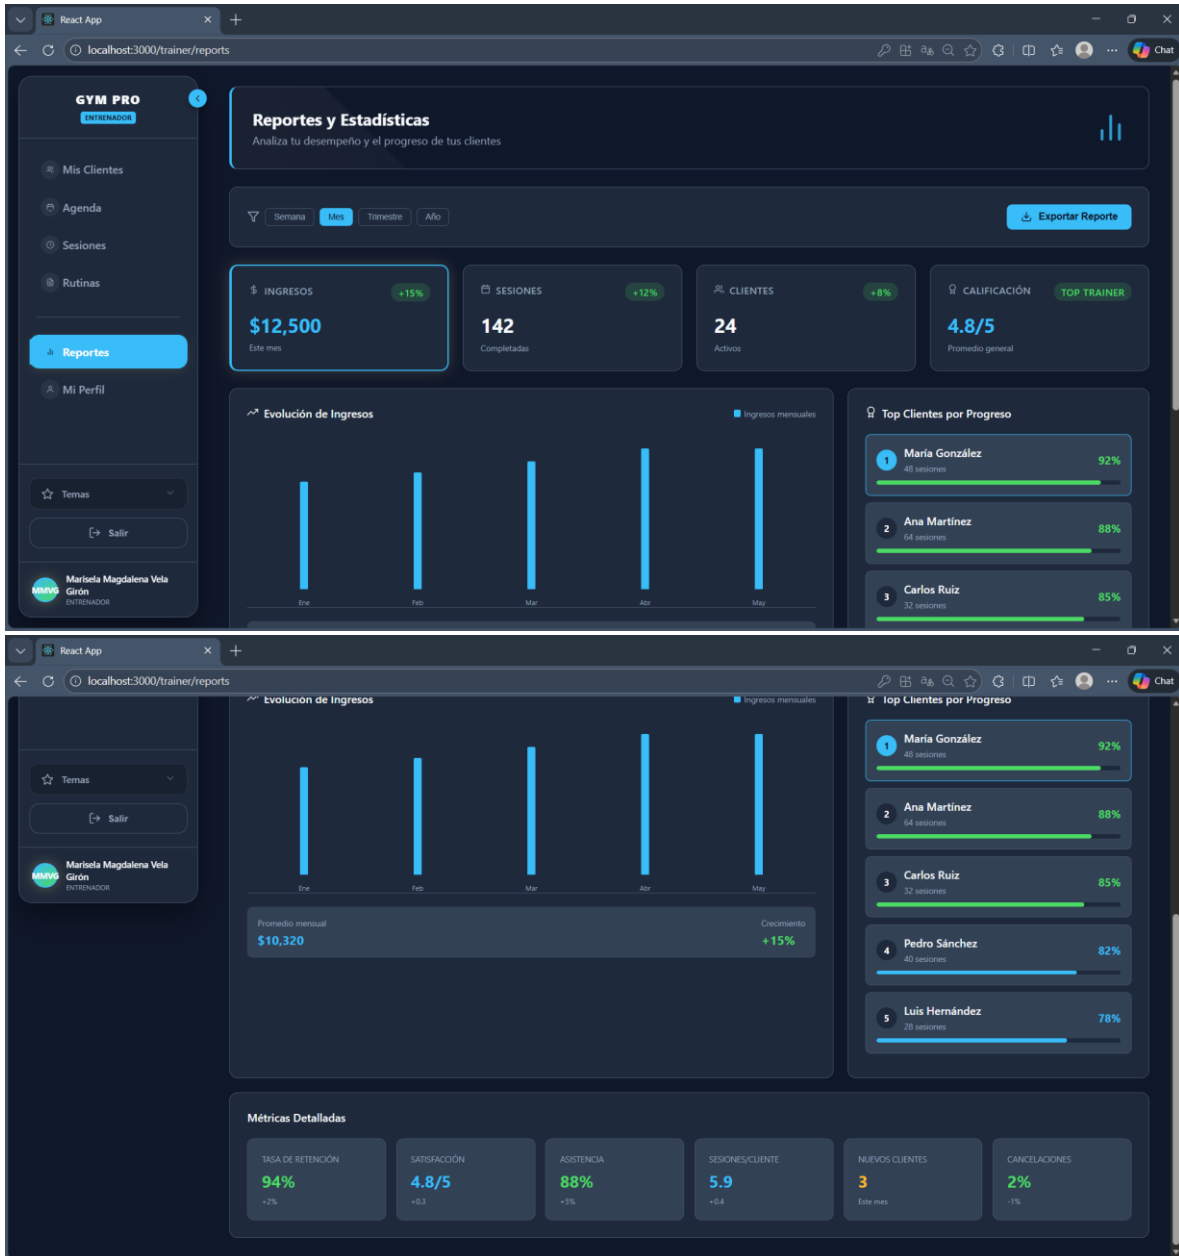 React App
localhost:3000/trainer/reports
Chat
GYM PRO
ENTRENADOR
Mis Clientes
Agenda
Sesiones
Rutinas
Reportes
Mi Perfil
Temas
Salir
MMVG
Marisela Magdalena Vela
Girón
ENTRENADOR
Reportes y Estadísticas
Analiza tu desempeño y el progreso de tus clientes
Semana Mes Trimestre Año
Exportar Reporte
$ INGRESOS +15%
$12,500
Este mes
SESIONES +12%
142
Completadas
CLIENTES +8%
24
Activos
CALIFICACIÓN TOP TRAINER
4.8/5
Promedio general
Evolución de Ingresos
Ingresos mensuales
Ene Feb Mar Abr May
Top Clientes por Progreso
1 María González 92%
48 sesiones
2 Ana Martínez 88%
64 sesiones
3 Carlos Ruiz 85%
32 sesiones
React App
localhost:3000/trainer/reports
Chat
Temas
Salir
MMVG
Marisela Magdalena Vela
Girón
ENTRENADOR
Evolución de Ingresos
Ingresos mensuales
Ene Feb Mar Abr May
Promedio mensual
$10,320
Crecimiento
+15%
Top Clientes por Progreso
1 María González 92%
48 sesiones
2 Ana Martínez 88%
64 sesiones
3 Carlos Ruiz 85%
32 sesiones
4 Pedro Sánchez 82%
40 sesiones
5 Luis Hernández 78%
28 sesiones
Métricas Detalladas
TASA DE RETENCIÓN
94%
+2%
SATISFACCIÓN
4.8/5
+0.3
ASISTENCIA
88%
+5%
SESIONES/CLIENTE
5.9
+0.4
NUEVOS CLIENTES
3
Este mes
CANCELACIONES
2%
-1%